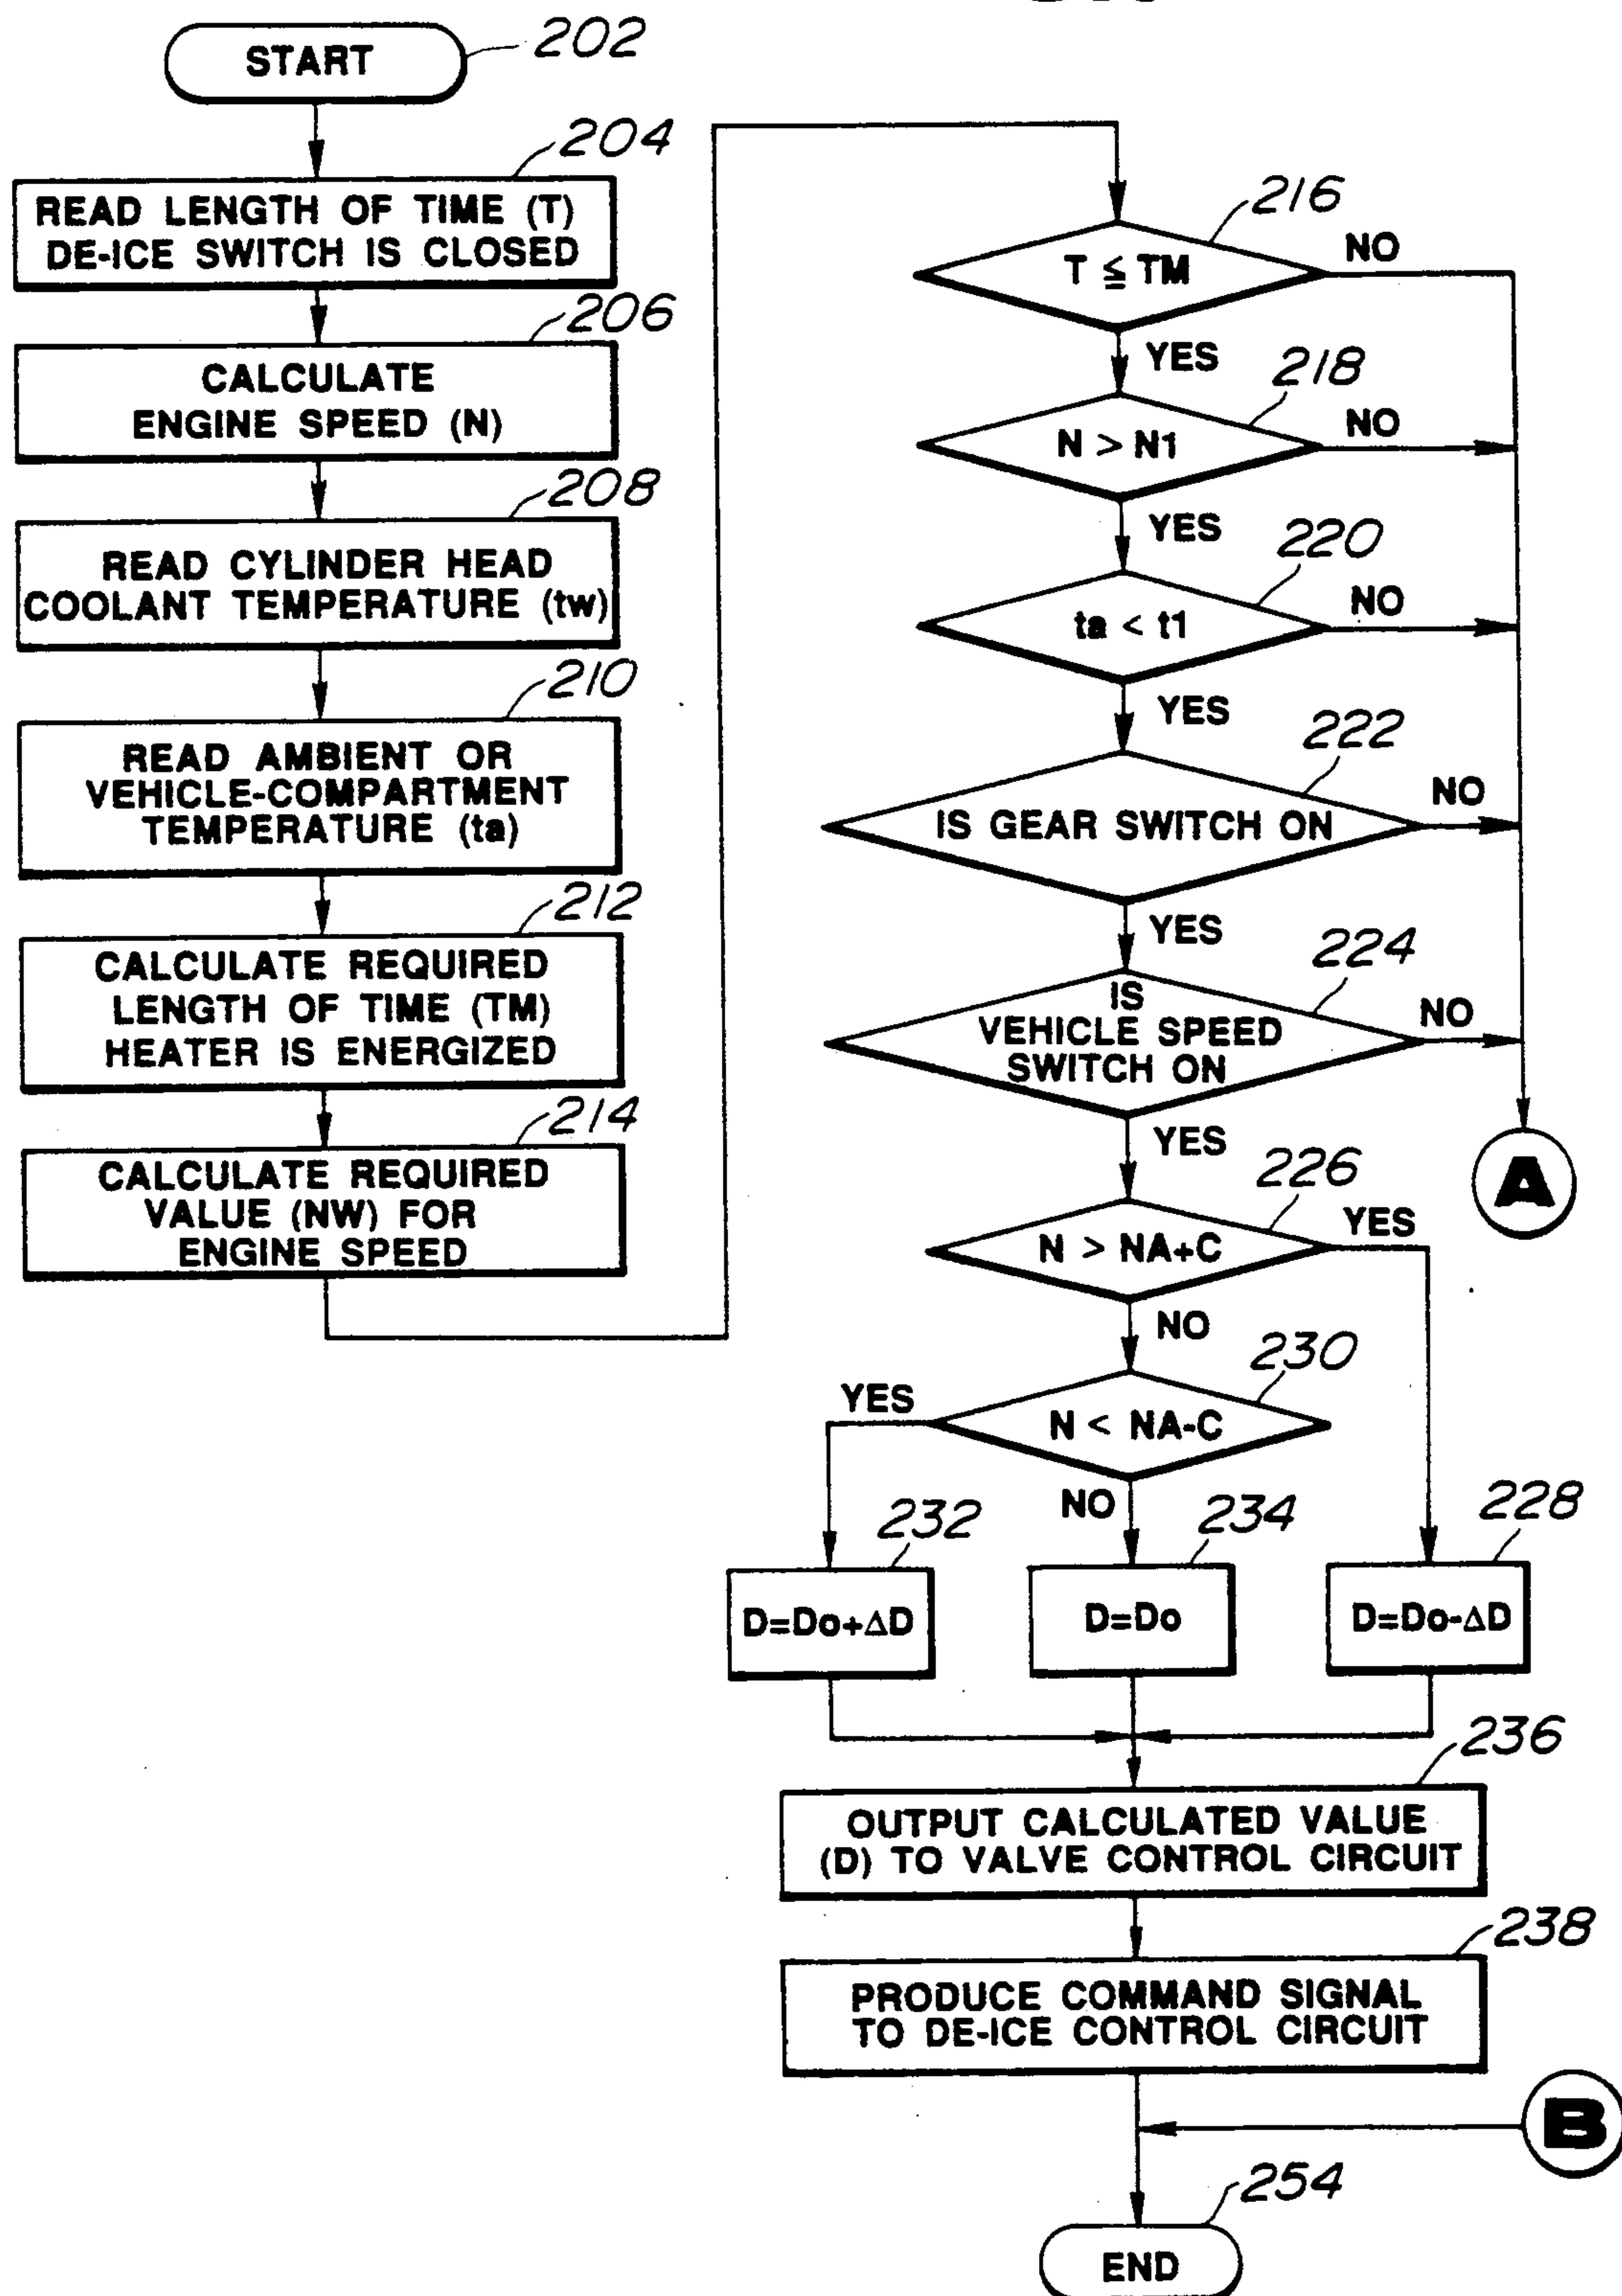 START
202
204
READ LENGTH OF TIME (T)
DE-ICE SWITCH IS CLOSED
206
CALCULATE
ENGINE SPEED (N)
208
READ CYLINDER HEAD
COOLANT TEMPERATURE (tw)
210
READ AMBIENT OR
VEHICLE-COMPARTMENT
TEMPERATURE (ta)
212
CALCULATE REQUIRED
LENGTH OF TIME (TM)
HEATER IS ENERGIZED
214
CALCULATE REQUIRED
VALUE (NW) FOR
ENGINE SPEED
216
T ≦ TM
NO
YES
218
N > N1
NO
YES
220
ta < t1
NO
YES
222
IS GEAR SWITCH ON
NO
YES
224
IS
VEHICLE SPEED
SWITCH ON
NO
YES
A
226
N > NA+C
YES
NO
230
N < NA-C
YES
NO
232
D=Do+ΔD
234
D=Do
228
D=Do-ΔD
236
OUTPUT CALCULATED VALUE
(D) TO VALVE CONTROL CIRCUIT
238
PRODUCE COMMAND SIGNAL
TO DE-ICE CONTROL CIRCUIT
B
254
END